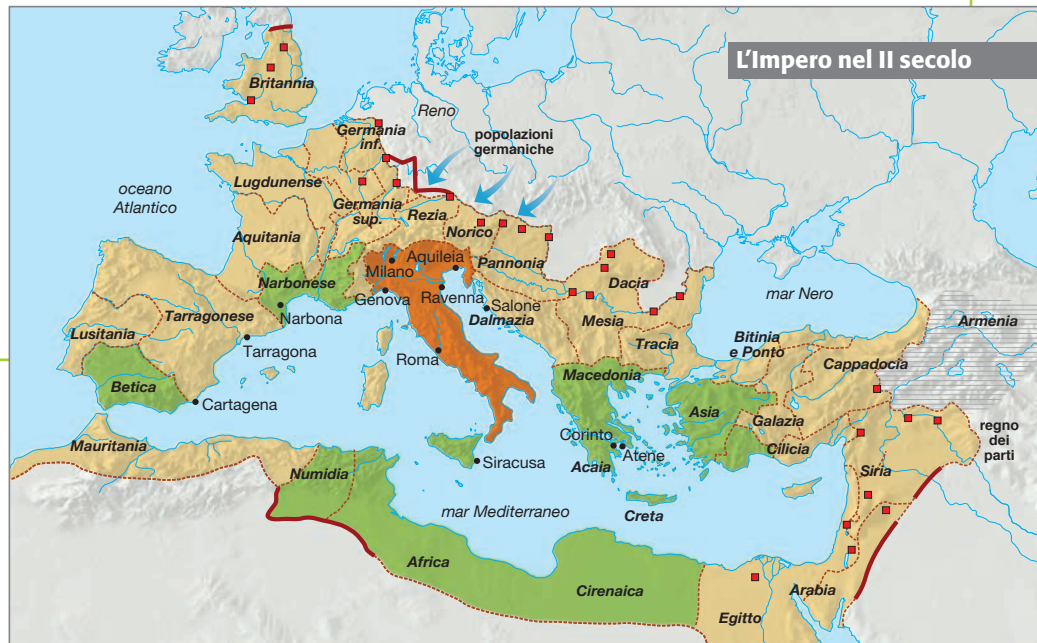 L'Impero nel II secolo
Britannia
Reno
Germania
inf.
popolazioni
germaniche
oceano
Atlantico
Lugdunense
Germania
sup.
Rezia
Norico
Aquitania
Milano
Aquileia
Pannonia
Narbonese
Genova
Ravenna
Dacia
mar Nero
Narbona
Salone
Dalmazia
Mesia
Armenia
Lusitania
Tarragonese
Tarragona
Roma
Tracia
Bitinia
e Ponto
Cappadocia
Macedonia
Betica
Cartagena
Asia
Galazia
Corinto
Atene
Cilicia
regno
dei
parti
Mauritania
Numidia
Siracusa
Acaia
Siria
Creta
mar Mediterraneo
Africa
Cirenaica
Egitto
Arabia